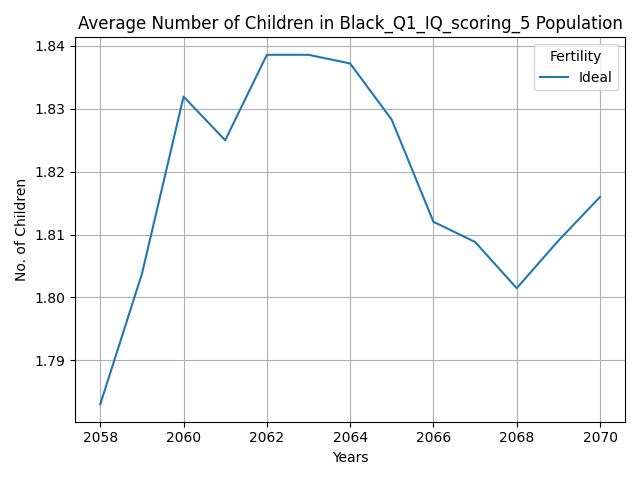 Average Number of Children in Black_Q1_IQ_scoring_5 Population
Fertility
Ideal
No. of Children
1.84
1.83
1.82
1.81
1.80
1.79
2058
2060
2062
2064
2066
2068
2070
Years